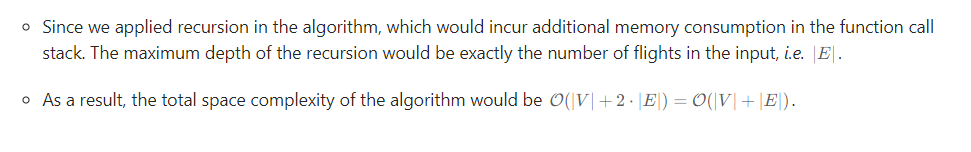 Since we applied recursion in the algorithm, which would incur additional memory consumption in the function call
stack. The maximum depth of the recursion would be exactly the number of flights in the input, i.e. |E|.
As a result, the total space complexity of the algorithm would be O(|V| + 2 · |E|) = O(|V| + |E|).